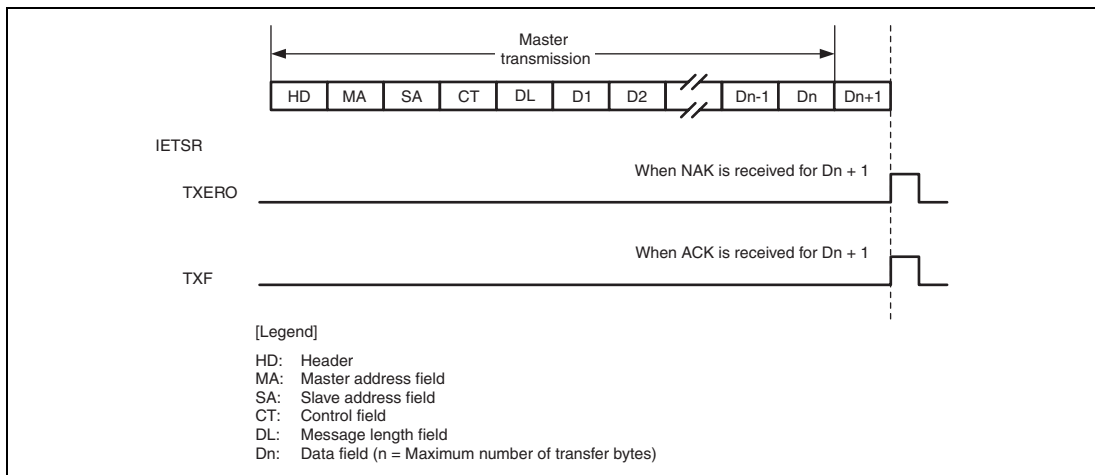 Master
transmission
HD MA SA CT DL D1 D2 Dn-1 Dn Dn+1
IETSR
When NAK is received for Dn + 1
TXERO
When ACK is received for Dn + 1
TXF
[Legend]
HD: Header
MA: Master address field
SA: Slave address field
CT: Control field
DL: Message length field
Dn: Data field (n = Maximum number of transfer bytes)